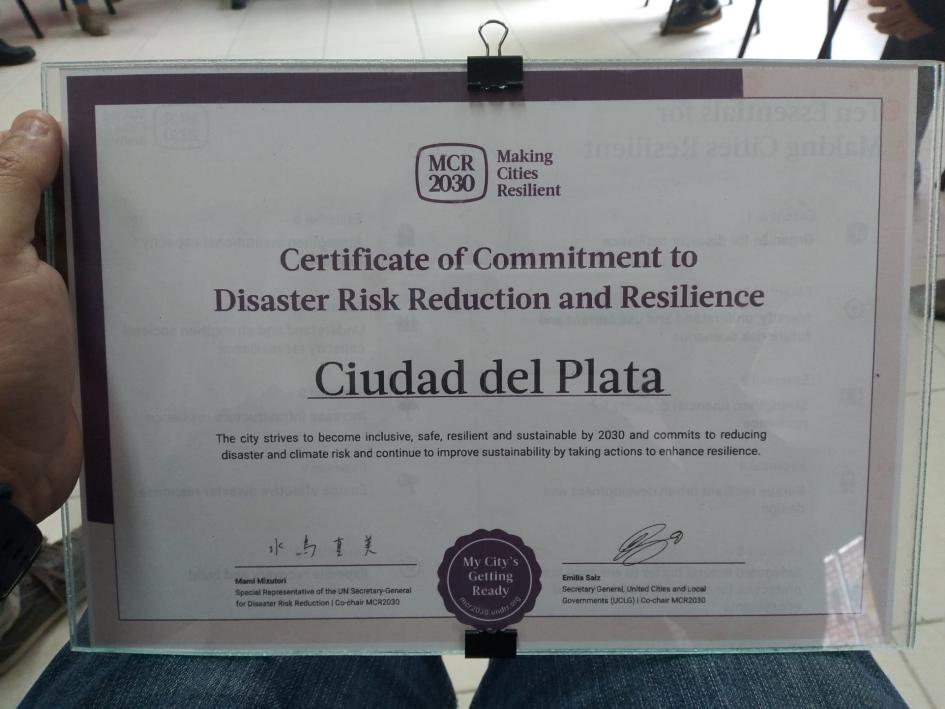 MCR
2030
Making
Cities
Resilient
Certificate of Commitment to
Disaster Risk Reduction and Resilience
Ciudad del Plata
The city strives to become inclusive, safe, resilient and sustainable by 2030 and commits to reducing
disaster and climate risk and continue to improve sustainability by taking actions to enhance resilience.
水鳥真美
Mami Mizutori
Special Representative of the UN Secretary-General
for Disaster Risk Reduction | Co-chair MCR2030
My City's
Getting
Ready
mcr2030.undrr.org
Emilia Saiz
Secretary General, United Cities and Local
Governments (UCLG) | Co-chair MCR2030